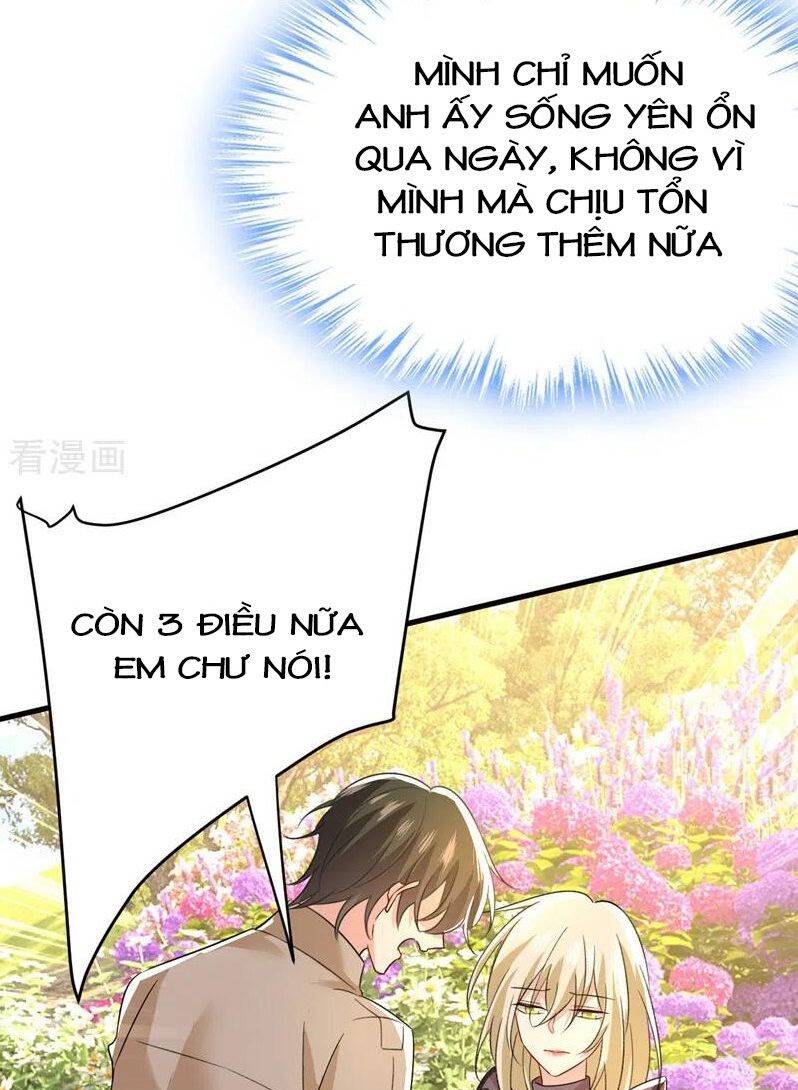 MÌNH CHỈ MUỐN
ANH ẤY SỐNG YÊN ỔN
QUA NGÀY, KHÔNG VÌ
MÌNH MÀ CHỊU TỔN
THƯƠNG THÊM NỮA
看漫画
CÒN 3 ĐIỀU NỮA
EM CHƯ NÓI!